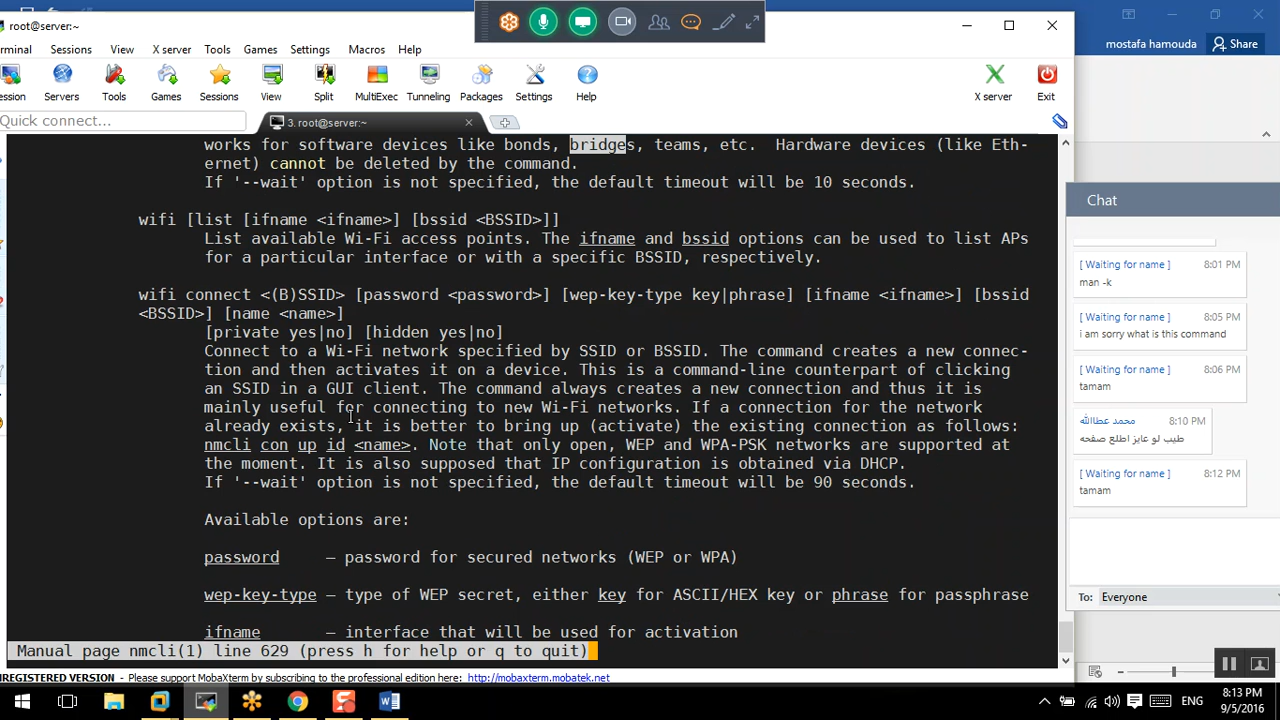 root@server:~
mostafa hamouda
Share
rminal Sessions View X server Tools Games Settings Macros Help
ession Servers Tools Games Sessions View Split MultiExec Tunneling Packages Settings Help X server Exit
Quick connect...
3. root@server:~
works for software devices like bonds, bridges, teams, etc. Hardware devices (like Eth-
ernet) cannot be deleted by the command.
If '--wait' option is not specified, the default timeout will be 10 seconds.
wifi [list [ifname <ifname>] [bssid <BSSID>]]
List available Wi-Fi access points. The ifname and bssid options can be used to list APs
for a particular interface or with a specific BSSID, respectively.
wifi connect <(B)SSID> [password <password>] [wep-key-type key|phrase] [ifname <ifname>] [bssid
<BSSID>] [name <name>]
[private yes|no] [hidden yes|no]
Connect to a Wi-Fi network specified by SSID or BSSID. The command creates a new connec-
tion and then activates it on a device. This is a command-line counterpart of clicking
an SSID in a GUI client. The command always creates a new connection and thus it is
mainly useful for connecting to new Wi-Fi networks. If a connection for the network
already exists, it is better to bring up (activate) the existing connection as follows:
nmcli con up id <name>. Note that only open, WEP and WPA-PSK networks are supported at
the moment. It is also supposed that IP configuration is obtained via DHCP.
If '--wait' option is not specified, the default timeout will be 90 seconds.
Available options are:
password – password for secured networks (WEP or WPA)
wep-key-type – type of WEP secret, either key for ASCII/HEX key or phrase for passphrase
ifname – interface that will be used for activation
Manual page nmcli(1) line 629 (press h for help or q to quit)
REGISTERED VERSION - Please support MobaXterm by subscribing to the professional edition here: http://mobaxterm.mobatek.net
Chat
[ Waiting for name ] 8:01 PM
man -k
[ Waiting for name ] 8:05 PM
i am sorry what is this command
[ Waiting for name ] 8:06 PM
tamam
محمد عطاالله 8:10 PM
طيب لو عايز اطلع صفحه
[ Waiting for name ] 8:12 PM
tamam
To: Everyone
ENG
8:13 PM
9/5/2016